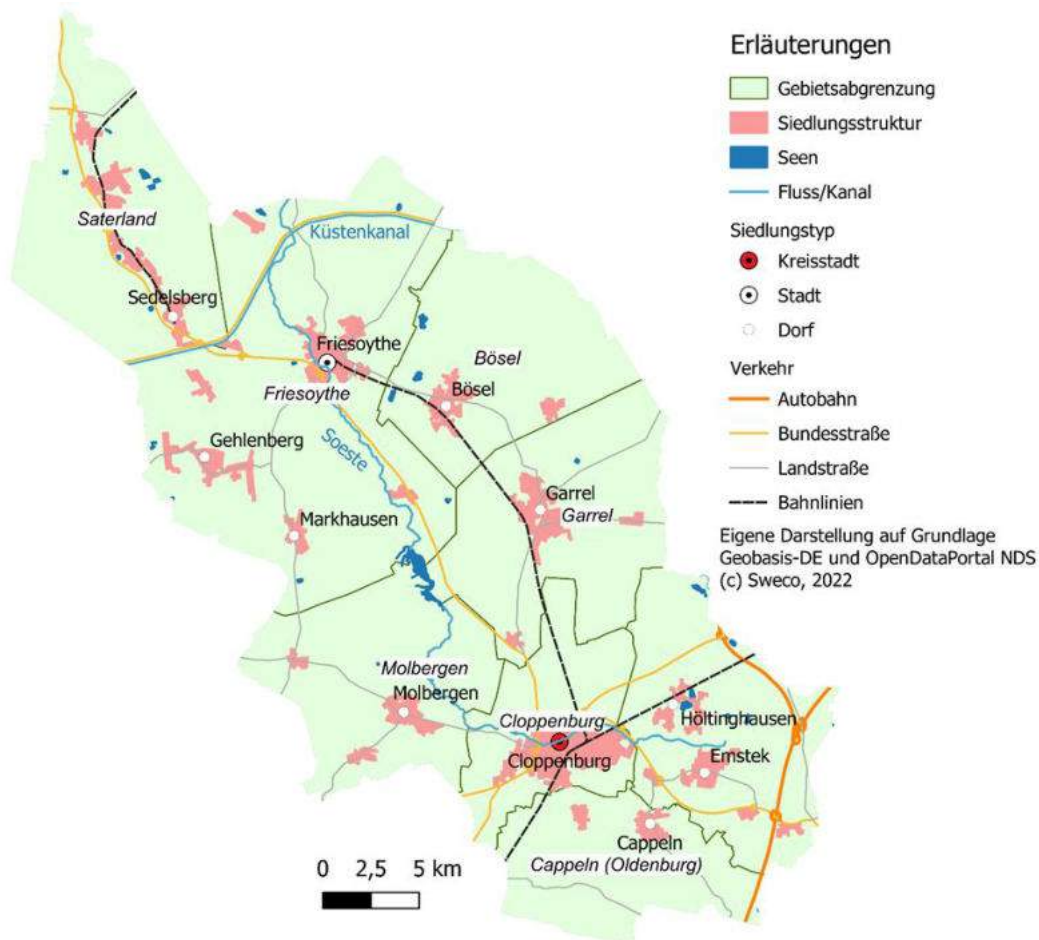 Erläuterungen
Gebietsabgrenzung
Siedlungsstruktur
Seen
Fluss/Kanal
Siedlungstyp
Kreisstadt
Stadt
Dorf
Verkehr
Autobahn
Bundesstraße
Landstraße
Bahnlinien
Eigene Darstellung auf Grundlage
Geobasis-DE und OpenDataPortal NDS
(c) Sweco, 2022
Saterland
Küstenkanal
Sedelsberg
Friesoythe
Bösel
Friesoythe
Bösel
Soeste
Gehlenberg
Garrel
Garrel
Markhausen
Molbergen
Molbergen
Cloppenburg
Höltinghausen
Cloppenburg
Emstek
Cappeln
Cappeln (Oldenburg)
0 2,5 5 km